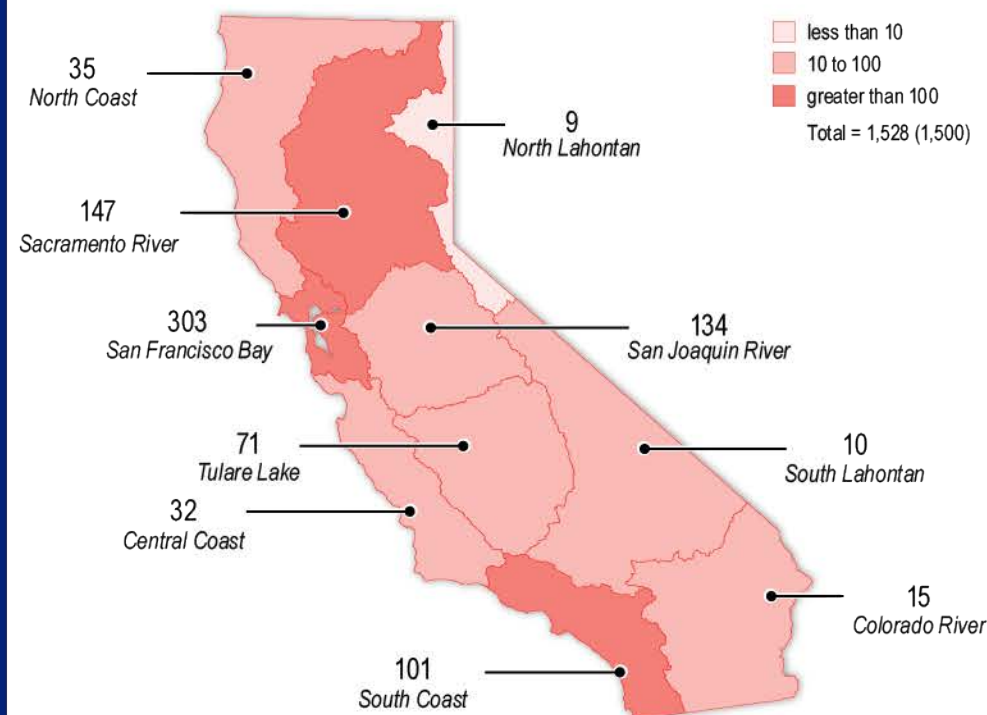 less than 10
10 to 100
greater than 100
Total = 1,528 (1,500)
35
North Coast
9
North Lahontan
147
Sacramento River
303
San Francisco Bay
134
San Joaquin River
71
Tulare Lake
10
South Lahontan
32
Central Coast
15
Colorado River
101
South Coast